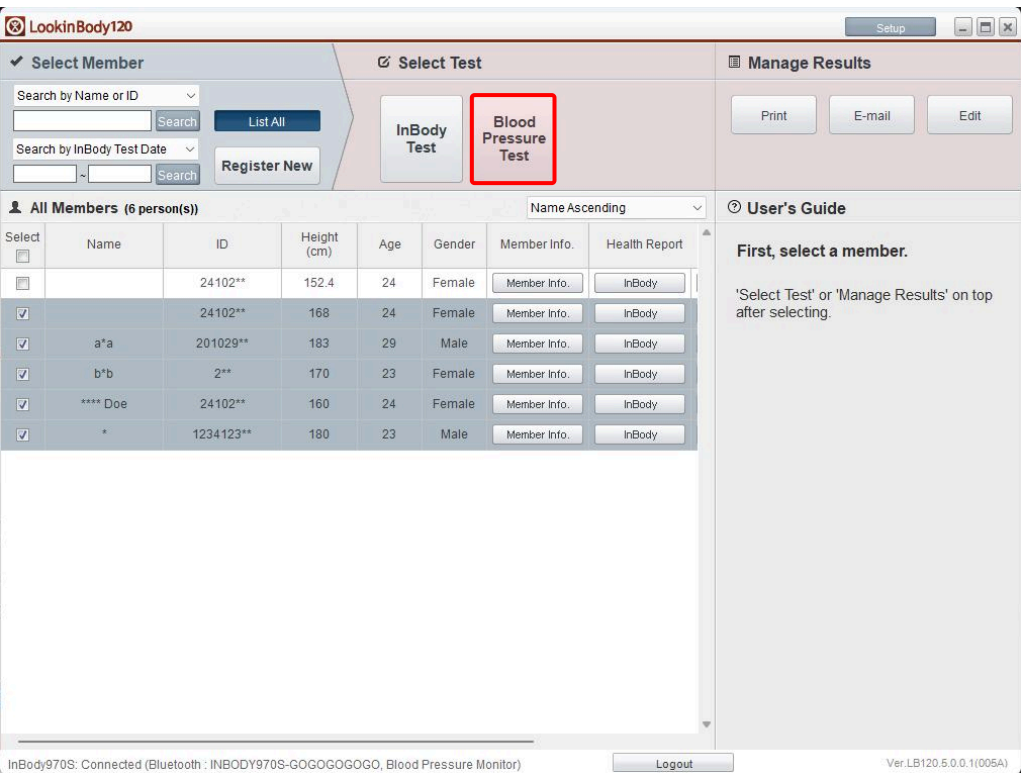 LookinBody120
Setup
Select Member
Select Test
Manage Results
Search by Name or ID
Search
List All
Search by InBody Test Date
~
Search
Register New
InBody
Test
Blood
Pressure
Test
Print
E-mail
Edit
All Members (6 person(s))
Name Ascending
User's Guide
Select
Name
ID
Height
(cm)
Age
Gender
Member Info.
Health Report
24102** 152.4 24 Female Member Info. InBody
24102** 168 24 Female Member Info. InBody
a*a 201029** 183 29 Male Member Info. InBody
b*b 2** 170 23 Female Member Info. InBody
**** Doe 24102** 160 24 Female Member Info. InBody
* 1234123** 180 23 Male Member Info. InBody
First, select a member.
'Select Test' or 'Manage Results' on top
after selecting.
InBody970S: Connected (Bluetooth : INBODY970S-GOGOGOGOGO, Blood Pressure Monitor)
Logout
Ver.LB120.5.0.0.1(005A)